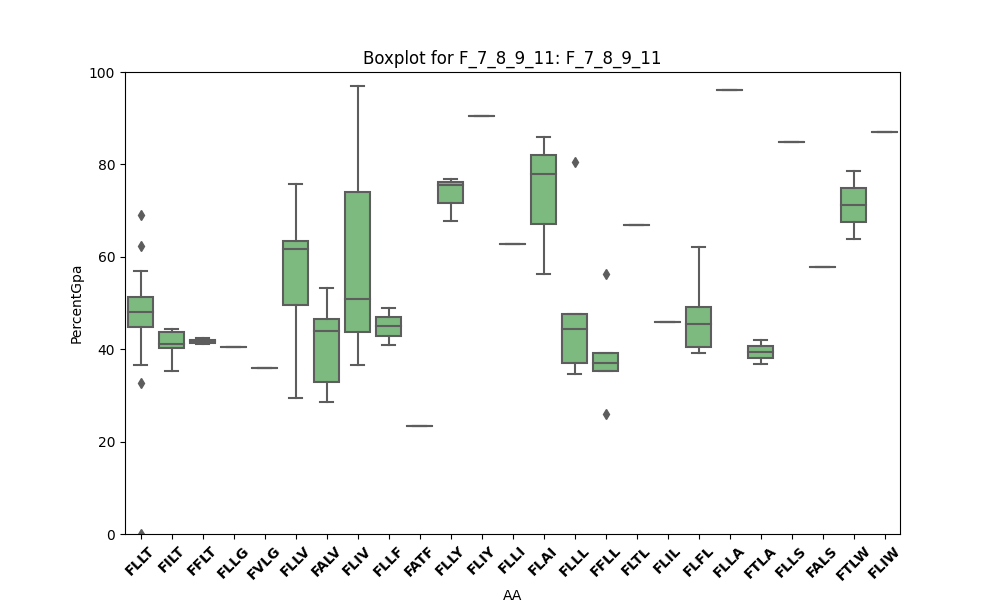 Boxplot for F_7_8_9_11: F_7_8_9_11
PercentGpa
100
80
60
40
20
0
FLLT FILT FFLT FLLG FVLG FLLV FALV FLIV FLLF FATF FLLY FLIY FLLI FLAI FLLL FFLL FLTL FLIL FLFL FLLA FTLA FLLS FALS FTLW FLIW
AA